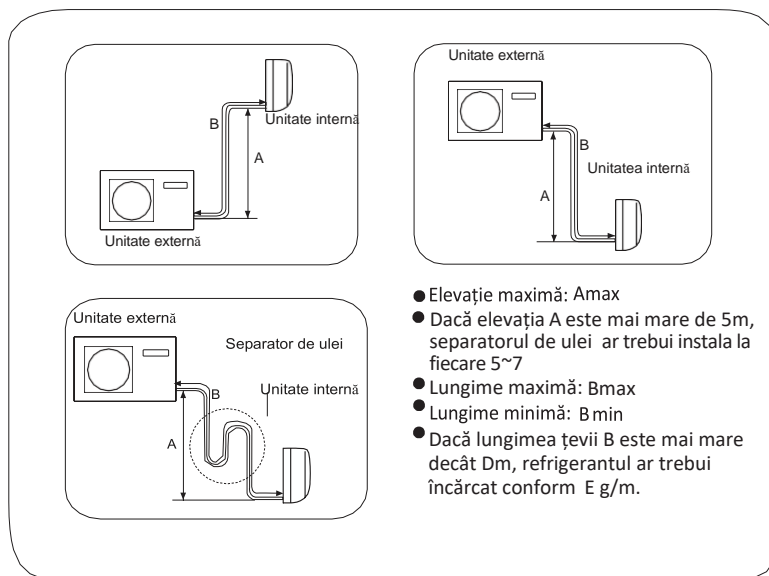 B
Unitate internă
A
Unitate externă
Unitate externă
B
Unitatea internă
A
Unitate externă
Separator de ulei
B
Unitate internă
A
● Elevație maximă: Amax
● Dacă elevația A este mai mare de 5m,
separatorul de ulei ar trebui instala la
fiecare 5~7
● Lungime maximă: Bmax
● Lungime minimă: B min
● Dacă lungimea țevii B este mai mare
decât Dm, refrigerantul ar trebui
încărcat conform E g/m.